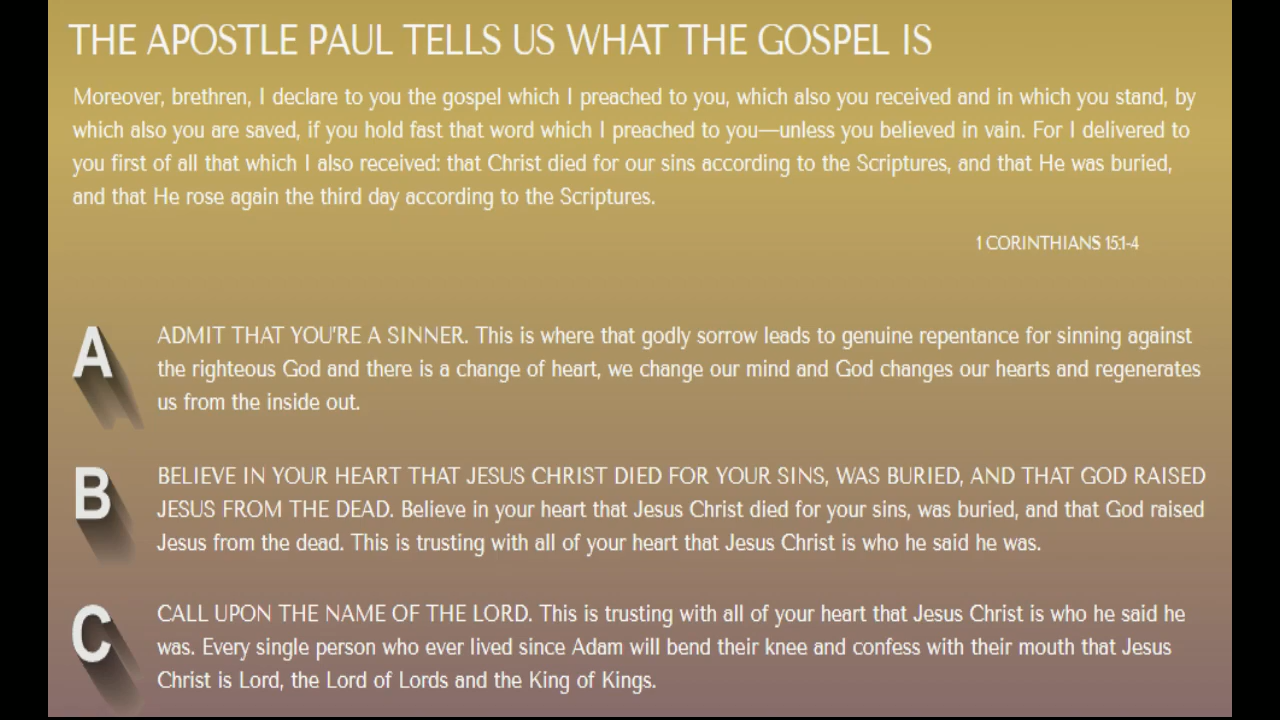 THE APOSTLE PAUL TELLS US WHAT THE GOSPEL IS
Moreover, brethren, I declare to you the gospel which I preached to you, which also you received and in which you stand, by
which also you are saved, if you hold fast that word which I preached to you—unless you believed in vain. For I delivered to
you first of all that which I also received: that Christ died for our sins according to the Scriptures, and that He was buried,
and that He rose again the third day according to the Scriptures.
1 CORINTHIANS 15:1-4
A
ADMIT THAT YOU'RE A SINNER. This is where that godly sorrow leads to genuine repentance for sinning against
the righteous God and there is a change of heart, we change our mind and God changes our hearts and regenerates
us from the inside out.
B
BELIEVE IN YOUR HEART THAT JESUS CHRIST DIED FOR YOUR SINS, WAS BURIED, AND THAT GOD RAISED
JESUS FROM THE DEAD. Believe in your heart that Jesus Christ died for your sins, was buried, and that God raised
Jesus from the dead. This is trusting with all of your heart that Jesus Christ is who he said he was.
C
CALL UPON THE NAME OF THE LORD. This is trusting with all of your heart that Jesus Christ is who he said he
was. Every single person who ever lived since Adam will bend their knee and confess with their mouth that Jesus
Christ is Lord, the Lord of Lords and the King of Kings.